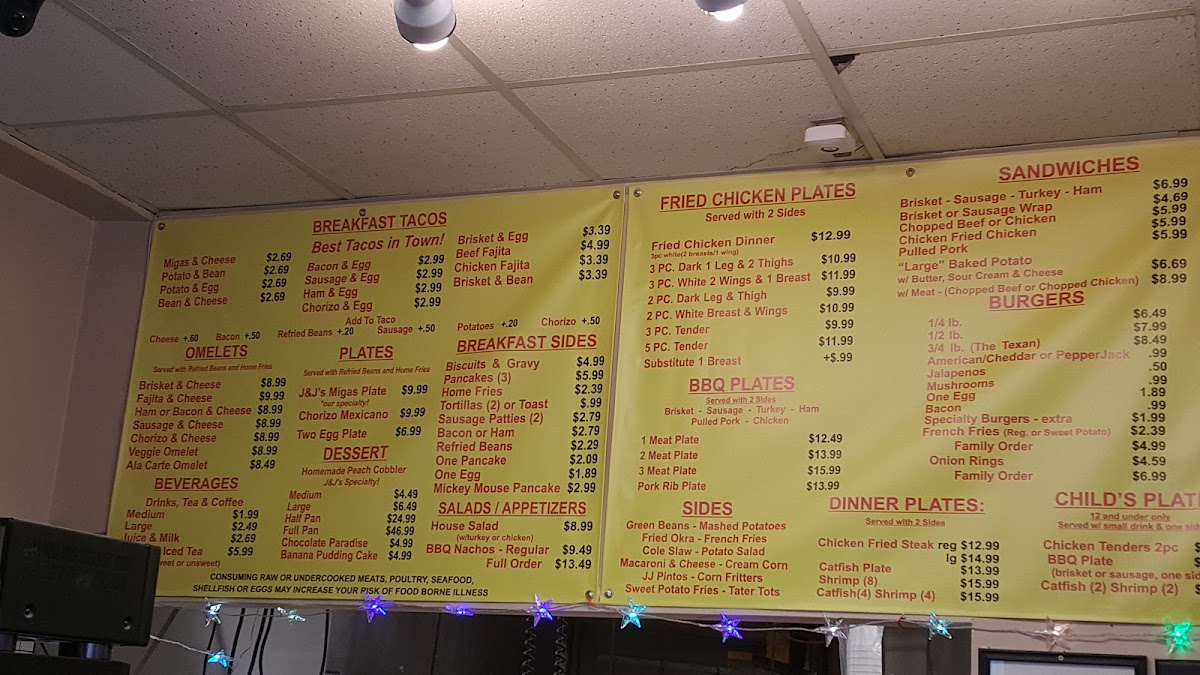 BREAKFAST TACOS
Best Tacos in Town!
Migas & Cheese $2.69
Potato & Bean $2.69
Potato & Egg $2.69
Bean & Cheese $2.69
Bacon & Egg $2.99
Sausage & Egg $2.99
Ham & Egg $2.99
Chorizo & Egg $2.99
Brisket & Egg $3.39
Beef Fajita $4.99
Chicken Fajita $3.39
Brisket & Bean $3.39
Add To Taco
Cheese +.60 Bacon +.50 Refried Beans +.20 Sausage +.50 Potatoes +.20 Chorizo +.50
OMELETS
Served with Refried Beans and Home Fries
Brisket & Cheese $8.99
Fajita & Cheese $9.99
Ham or Bacon & Cheese $8.99
Sausage & Cheese $8.99
Chorizo & Cheese $8.99
Veggie Omelet $8.99
Ala Carte Omelet $8.49
BEVERAGES
Drinks, Tea & Coffee
Medium $1.99
Large $2.49
Juice & Milk $2.69
Iced Tea $5.99
(sweet or unsweet)
PLATES
Served with Refried Beans and Home Fries
J&J's Migas Plate $9.99
"our specialty!
Chorizo Mexicano $9.99
Two Egg Plate $6.99
DESSERT
Homemade Peach Cobbler
J&J's Specialty!
Medium $4.49
Large $6.49
Half Pan $24.99
Full Pan $46.99
Chocolate Paradise $4.99
Banana Pudding Cake $4.99
BREAKFAST SIDES
Biscuits & Gravy $4.99
Pancakes (3) $5.99
Home Fries $2.39
Tortillas (2) or Toast $.99
Sausage Patties (2) $2.79
Bacon or Ham $2.79
Refried Beans $2.29
One Pancake $2.09
One Egg $1.89
Mickey Mouse Pancake $2.99
SALADS / APPETIZERS
House Salad $8.99
(w/turkey or chicken)
BBQ Nachos - Regular $9.49
Full Order $13.49
CONSUMING RAW OR UNDERCOOKED MEATS, POULTRY, SEAFOOD,
SHELLFISH OR EGGS MAY INCREASE YOUR PISK OF FOOD BORNE ILLNESS
FRIED CHICKEN PLATES
Served with 2 Sides
Fried Chicken Dinner $12.99
3pc white(2 breasts/1 wing)
3 PC. Dark 1 Leg & 2 Thighs $10.99
3 PC. White 2 Wings & 1 Breast $11.99
2 PC. Dark Leg & Thigh $9.99
2 PC. White Breast & Wings $10.99
3 PC. Tender $9.99
5 PC. Tender $11.99
Substitute 1 Breast +$.99
BBQ PLATES
Served with 2 Sides
Brisket - Sausage - Turkey - Ham
Pulled Pork - Chicken
1 Meat Plate $12.49
2 Meat Plate $13.99
3 Meat Plate $15.99
Pork Rib Plate $13.99
SIDES
Green Beans - Mashed Potatoes
Fried Okra - French Fries
Cole Slaw - Potato Salad
Macaroni & Cheese - Cream Corn
JJ Pintos - Corn Fritters
Sweet Potato Fries - Tater Tots
SANDWICHES
Brisket - Sausage - Turkey - Ham $6.99
Brisket or Sausage Wrap $4.69
Chopped Beef or Chicken $5.99
Chicken Fried Chicken $5.99
Pulled Pork $5.99
"Large" Baked Potato
w/ Butter, Sour Cream & Cheese $6.69
w/ Meat - (Chopped Beef or Chopped Chicken) $8.99
BURGERS
1/4 lb. $6.49
1/2 lb. $7.99
3/4 lb. (The Texan) $8.49
American/Cheddar or PepperJack .99
Jalapenos .50
Mushrooms .99
One Egg 1.89
Bacon .99
Specialty Burgers - extra $1.99
French Fries (Reg. or Sweet Potato) $2.39
Family Order $4.99
Onion Rings $4.59
Family Order $6.99
DINNER PLATES:
Served with 2 Sides
Chicken Fried Steak reg $12.99
lg $14.99
Catfish Plate $13.99
Shrimp (8) $15.99
Catfish(4) Shrimp (4) $15.99
CHILD'S PLAT
12 and under only
Served w/ small drink & one sid
Chicken Tenders 2pc
BBQ Plate
(brisket or sausage, one sid
Catfish (2) Shrimp (2)